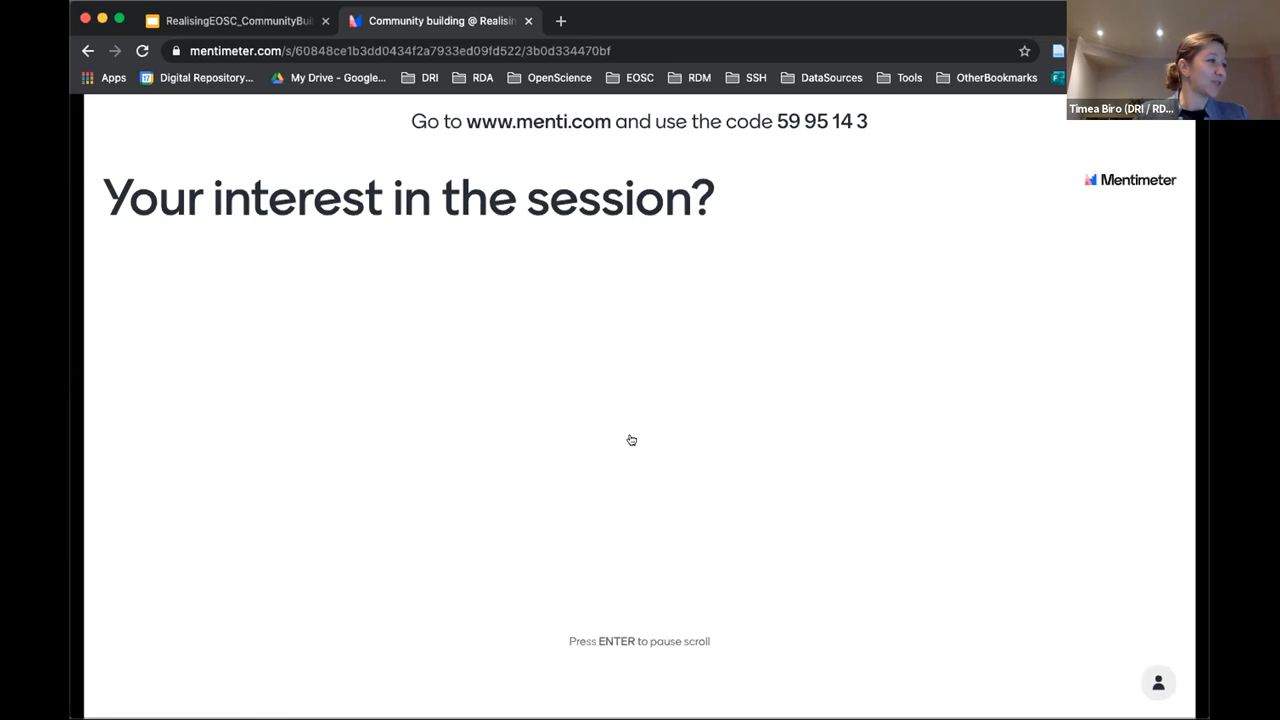 RealisingEOSC_CommunityBui
Community building @ Realisin
mentimeter.com/s/60848ce1b3dd0434f2a7933ed09fd522/3b0d334470bf
Apps
Digital Repository...
My Drive - Google...
DRI
RDA
OpenScience
EOSC
RDM
SSH
DataSources
Tools
OtherBookmarks
Timea Biro (DRI / RD...
Go to www.menti.com and use the code 59 95 14 3
Mentimeter
Your interest in the session?
Press ENTER to pause scroll